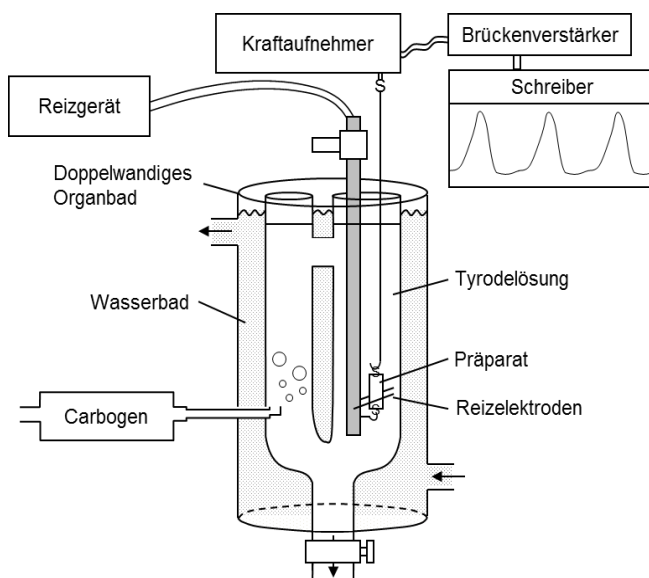 Kraftaufnehmer
Brückenverstärker
Schreiber
Reizgerät
Doppelwandiges
Organbad
Wasserbad
Tyrodelösung
Präparat
Reizelektroden
Carbogen